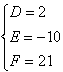 D = 2
E = −10
F = 21